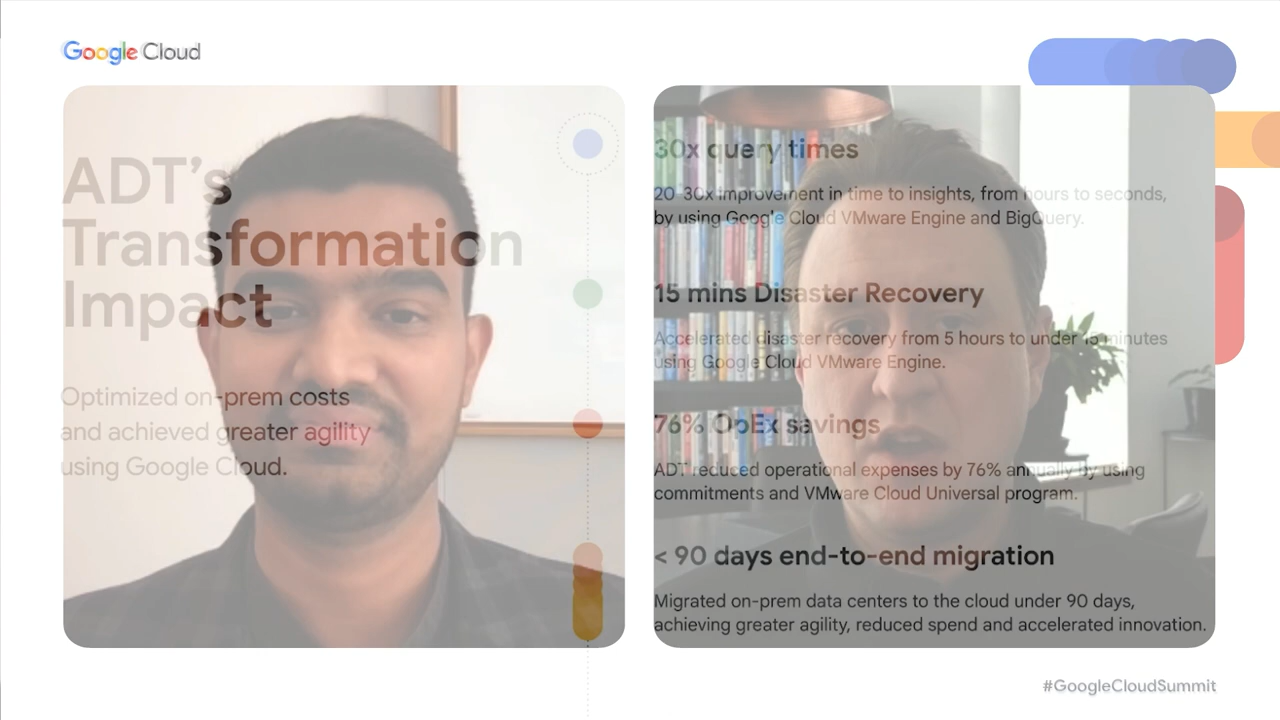 Google Cloud
ADT's
Transformation
Impact
Optimized on-prem costs
and achieved greater agility
using Google Cloud.
30x query times
20-30x improvement in time to insights, from hours to seconds,
by using Google Cloud VMware Engine and BigQuery.
15 mins Disaster Recovery
Accelerated disaster recovery from 5 hours to under 15 minutes
using Google Cloud VMware Engine.
76% OpEx savings
ADT reduced operational expenses by 76% annually by using
commitments and VMware Cloud Universal program.
< 90 days end-to-end migration
Migrated on-prem data centers to the cloud under 90 days,
achieving greater agility, reduced spend and accelerated innovation.
#GoogleCloudSummit